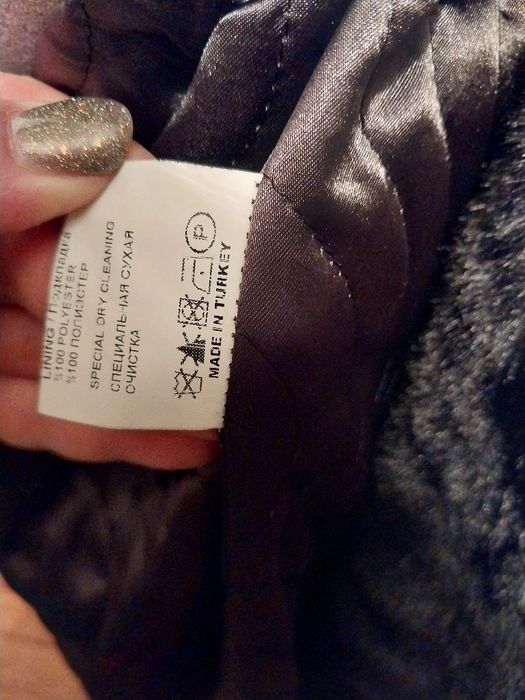 LINING / Подкладка
%100 POLYESTER
%100 ПОЛИЭСТЕР
SPECIAL DRY CLEANING
СПЕЦИАЛЬНАЯ СУХАЯ
ОЧИСТКА
P
MADE IN TURKEY